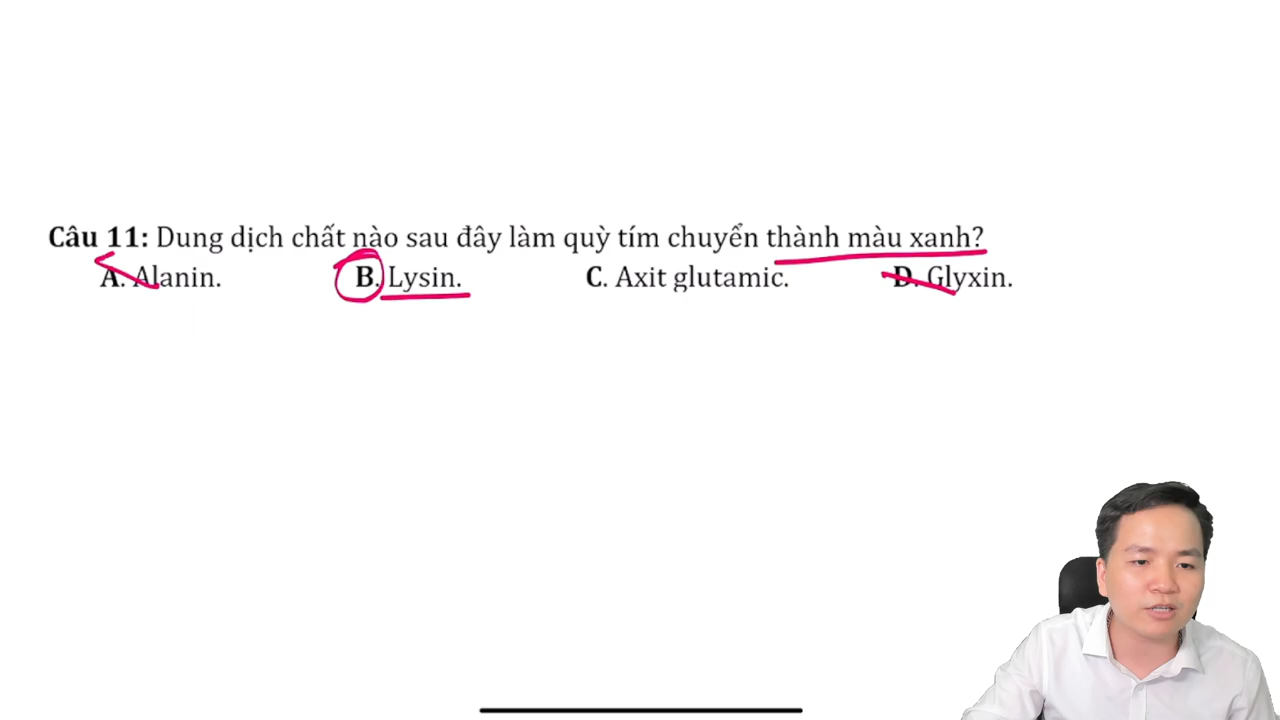 Câu 11: Dung dịch chất nào sau đây làm quỳ tím chuyển thành màu xanh?
A. Alanin. B. Lysin. C. Axit glutamic. D. Glyxin.